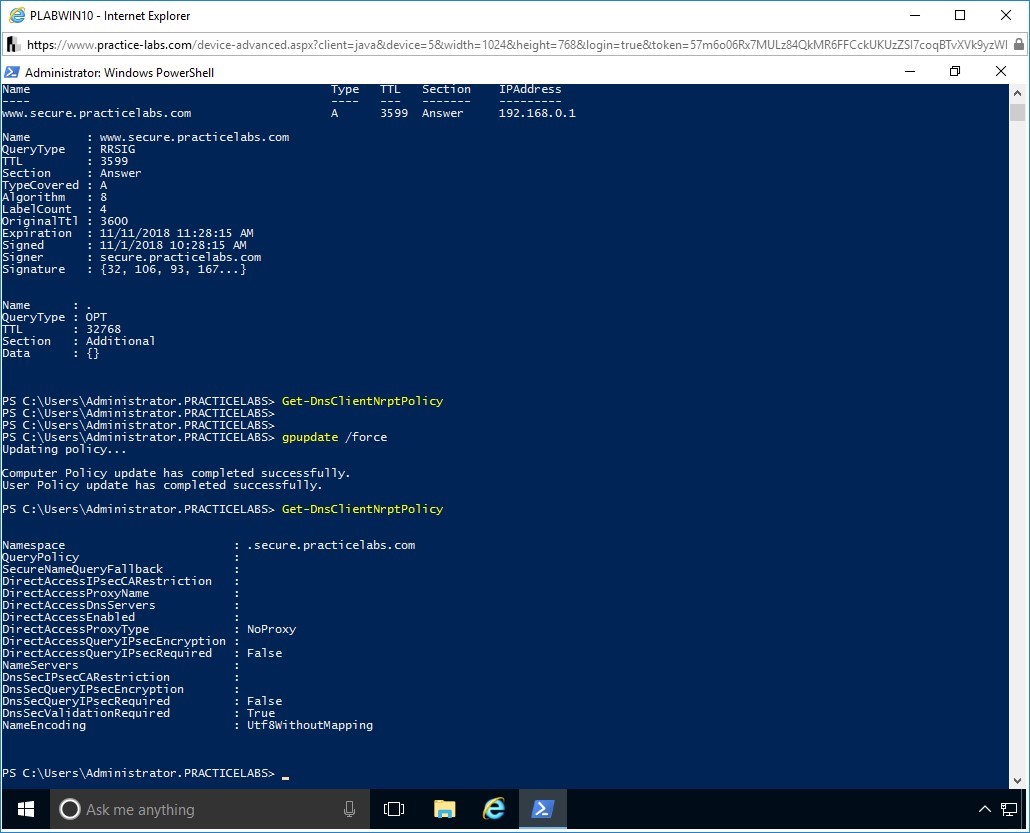 PLABWIN10 - Internet Explorer
https://www.practice-labs.com/device-advanced.aspx?client=java&device=5&width=1024&height=768&login=true&token=57m6o06Rx7MULz84QkMR6FFCckUKUzZSI7coqBTvXVk9yzWI
Administrator: Windows PowerShell
Name Type TTL Section IPAddress
---- ---- --- ------- ---------
www.secure.practicelabs.com A 3599 Answer 192.168.0.1
Name : www.secure.practicelabs.com
QueryType : RRSIG
TTL : 3599
Section : Answer
TypeCovered : A
Algorithm : 8
LabelCount : 4
OriginalTtl : 3600
Expiration : 11/11/2018 11:28:15 AM
Signed : 11/1/2018 10:28:15 AM
Signer : secure.practicelabs.com
Signature : {32, 106, 93, 167...}
Name : .
QueryType : OPT
TTL : 32768
Section : Additional
Data : {}
PS C:\Users\Administrator.PRACTICELABS> Get-DnsClientNrptPolicy
PS C:\Users\Administrator.PRACTICELABS>
PS C:\Users\Administrator.PRACTICELABS>
PS C:\Users\Administrator.PRACTICELABS> gpupdate /force
Updating policy...
Computer Policy update has completed successfully.
User Policy update has completed successfully.
PS C:\Users\Administrator.PRACTICELABS> Get-DnsClientNrptPolicy
Namespace : .secure.practicelabs.com
QueryPolicy :
SecureNameQueryFallback :
DirectAccessIPsecCARestriction :
DirectAccessProxyName :
DirectAccessDnsServers :
DirectAccessEnabled :
DirectAccessProxyType : NoProxy
DirectAccessQueryIPsecEncryption :
DirectAccessQueryIPsecRequired : False
NameServers :
DnsSecIPsecCARestriction :
DnsSecQueryIPsecEncryption :
DnsSecQueryIPsecRequired : False
DnsSecValidationRequired : True
NameEncoding : Utf8WithoutMapping
PS C:\Users\Administrator.PRACTICELABS> _
Ask me anything